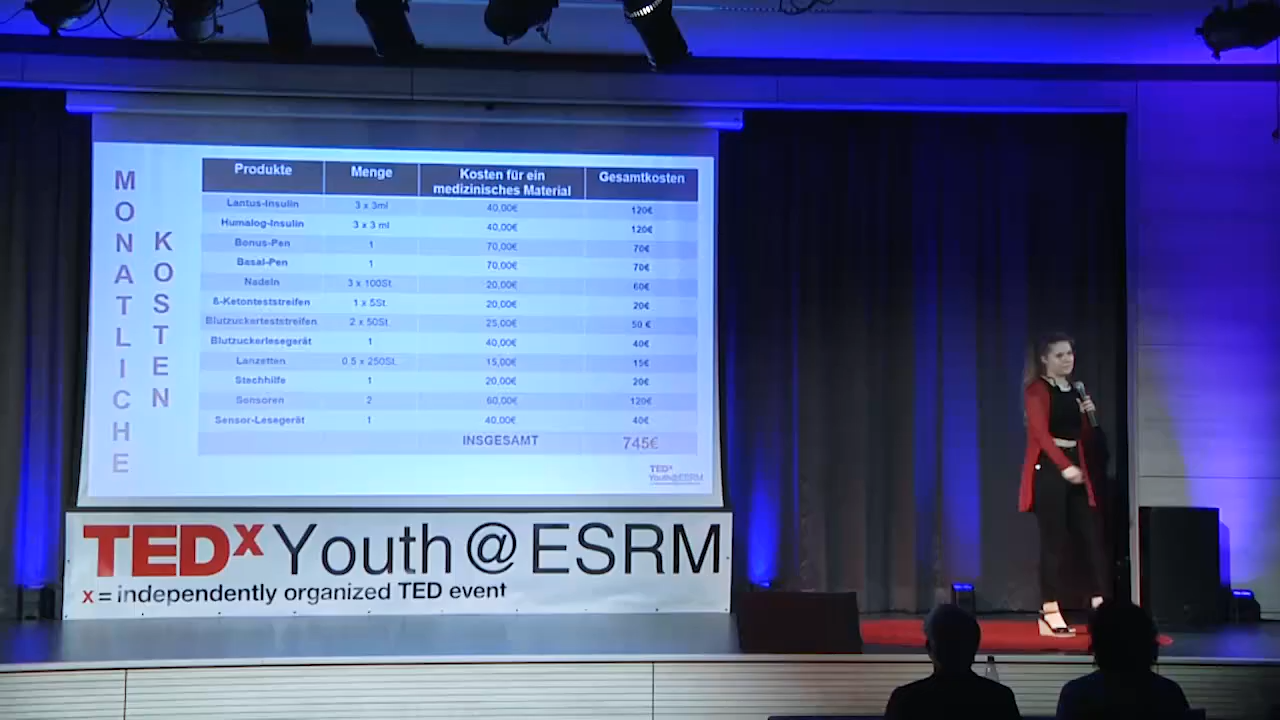 MONATLICHE
KOSTEN
Produkte Menge Kosten für ein medizinisches Material Gesamtkosten
Lantus-Insulin 3 x 3ml 40,00€ 120€
Humalog-Insulin 3 x 3 ml 40,00€ 120€
Bonus-Pen 1 70,00€ 70€
Basal-Pen 1 70,00€ 70€
Nadeln 3 x 100St. 20,00€ 60€
ß-Ketonteststreifen 1 x 5St. 20,00€ 20€
Blutzuckerteststreifen 2 x 50St. 25,00€ 50 €
Blutzuckerlesegerät 1 40,00€ 40€
Lanzetten 0.5 x 250St. 15,00€ 15€
Stechhilfe 1 20,00€ 20€
Sensoren 2 60,00€ 120€
Sensor-Lesegerät 1 40,00€ 40€
INSGESAMT 745€
TEDx
Youth@ESRM
TEDx Youth@ESRM
x = independently organized TED event